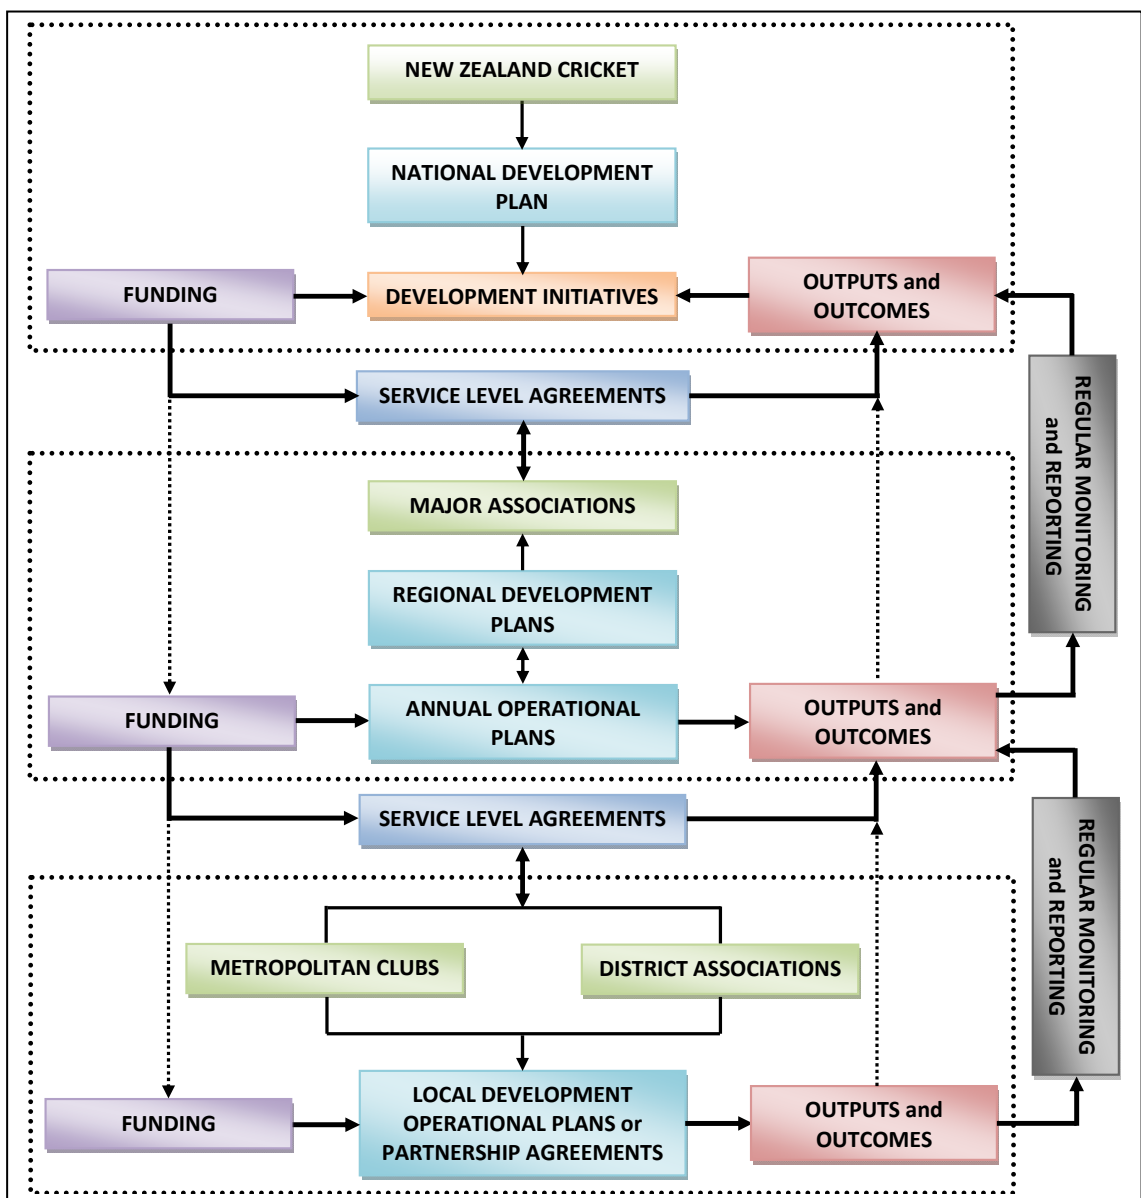 NEW ZEALAND CRICKET
NATIONAL DEVELOPMENT
PLAN
FUNDING
DEVELOPMENT INITIATIVES
OUTPUTS and
OUTCOMES
SERVICE LEVEL AGREEMENTS
REGULAR MONITORING
and REPORTING
MAJOR ASSOCIATIONS
REGIONAL DEVELOPMENT
PLANS
FUNDING
ANNUAL OPERATIONAL
PLANS
OUTPUTS and
OUTCOMES
SERVICE LEVEL AGREEMENTS
REGULAR MONITORING
and REPORTING
METROPOLITAN CLUBS
DISTRICT ASSOCIATIONS
FUNDING
LOCAL DEVELOPMENT
OPERATIONAL PLANS or
PARTNERSHIP AGREEMENTS
OUTPUTS and
OUTCOMES